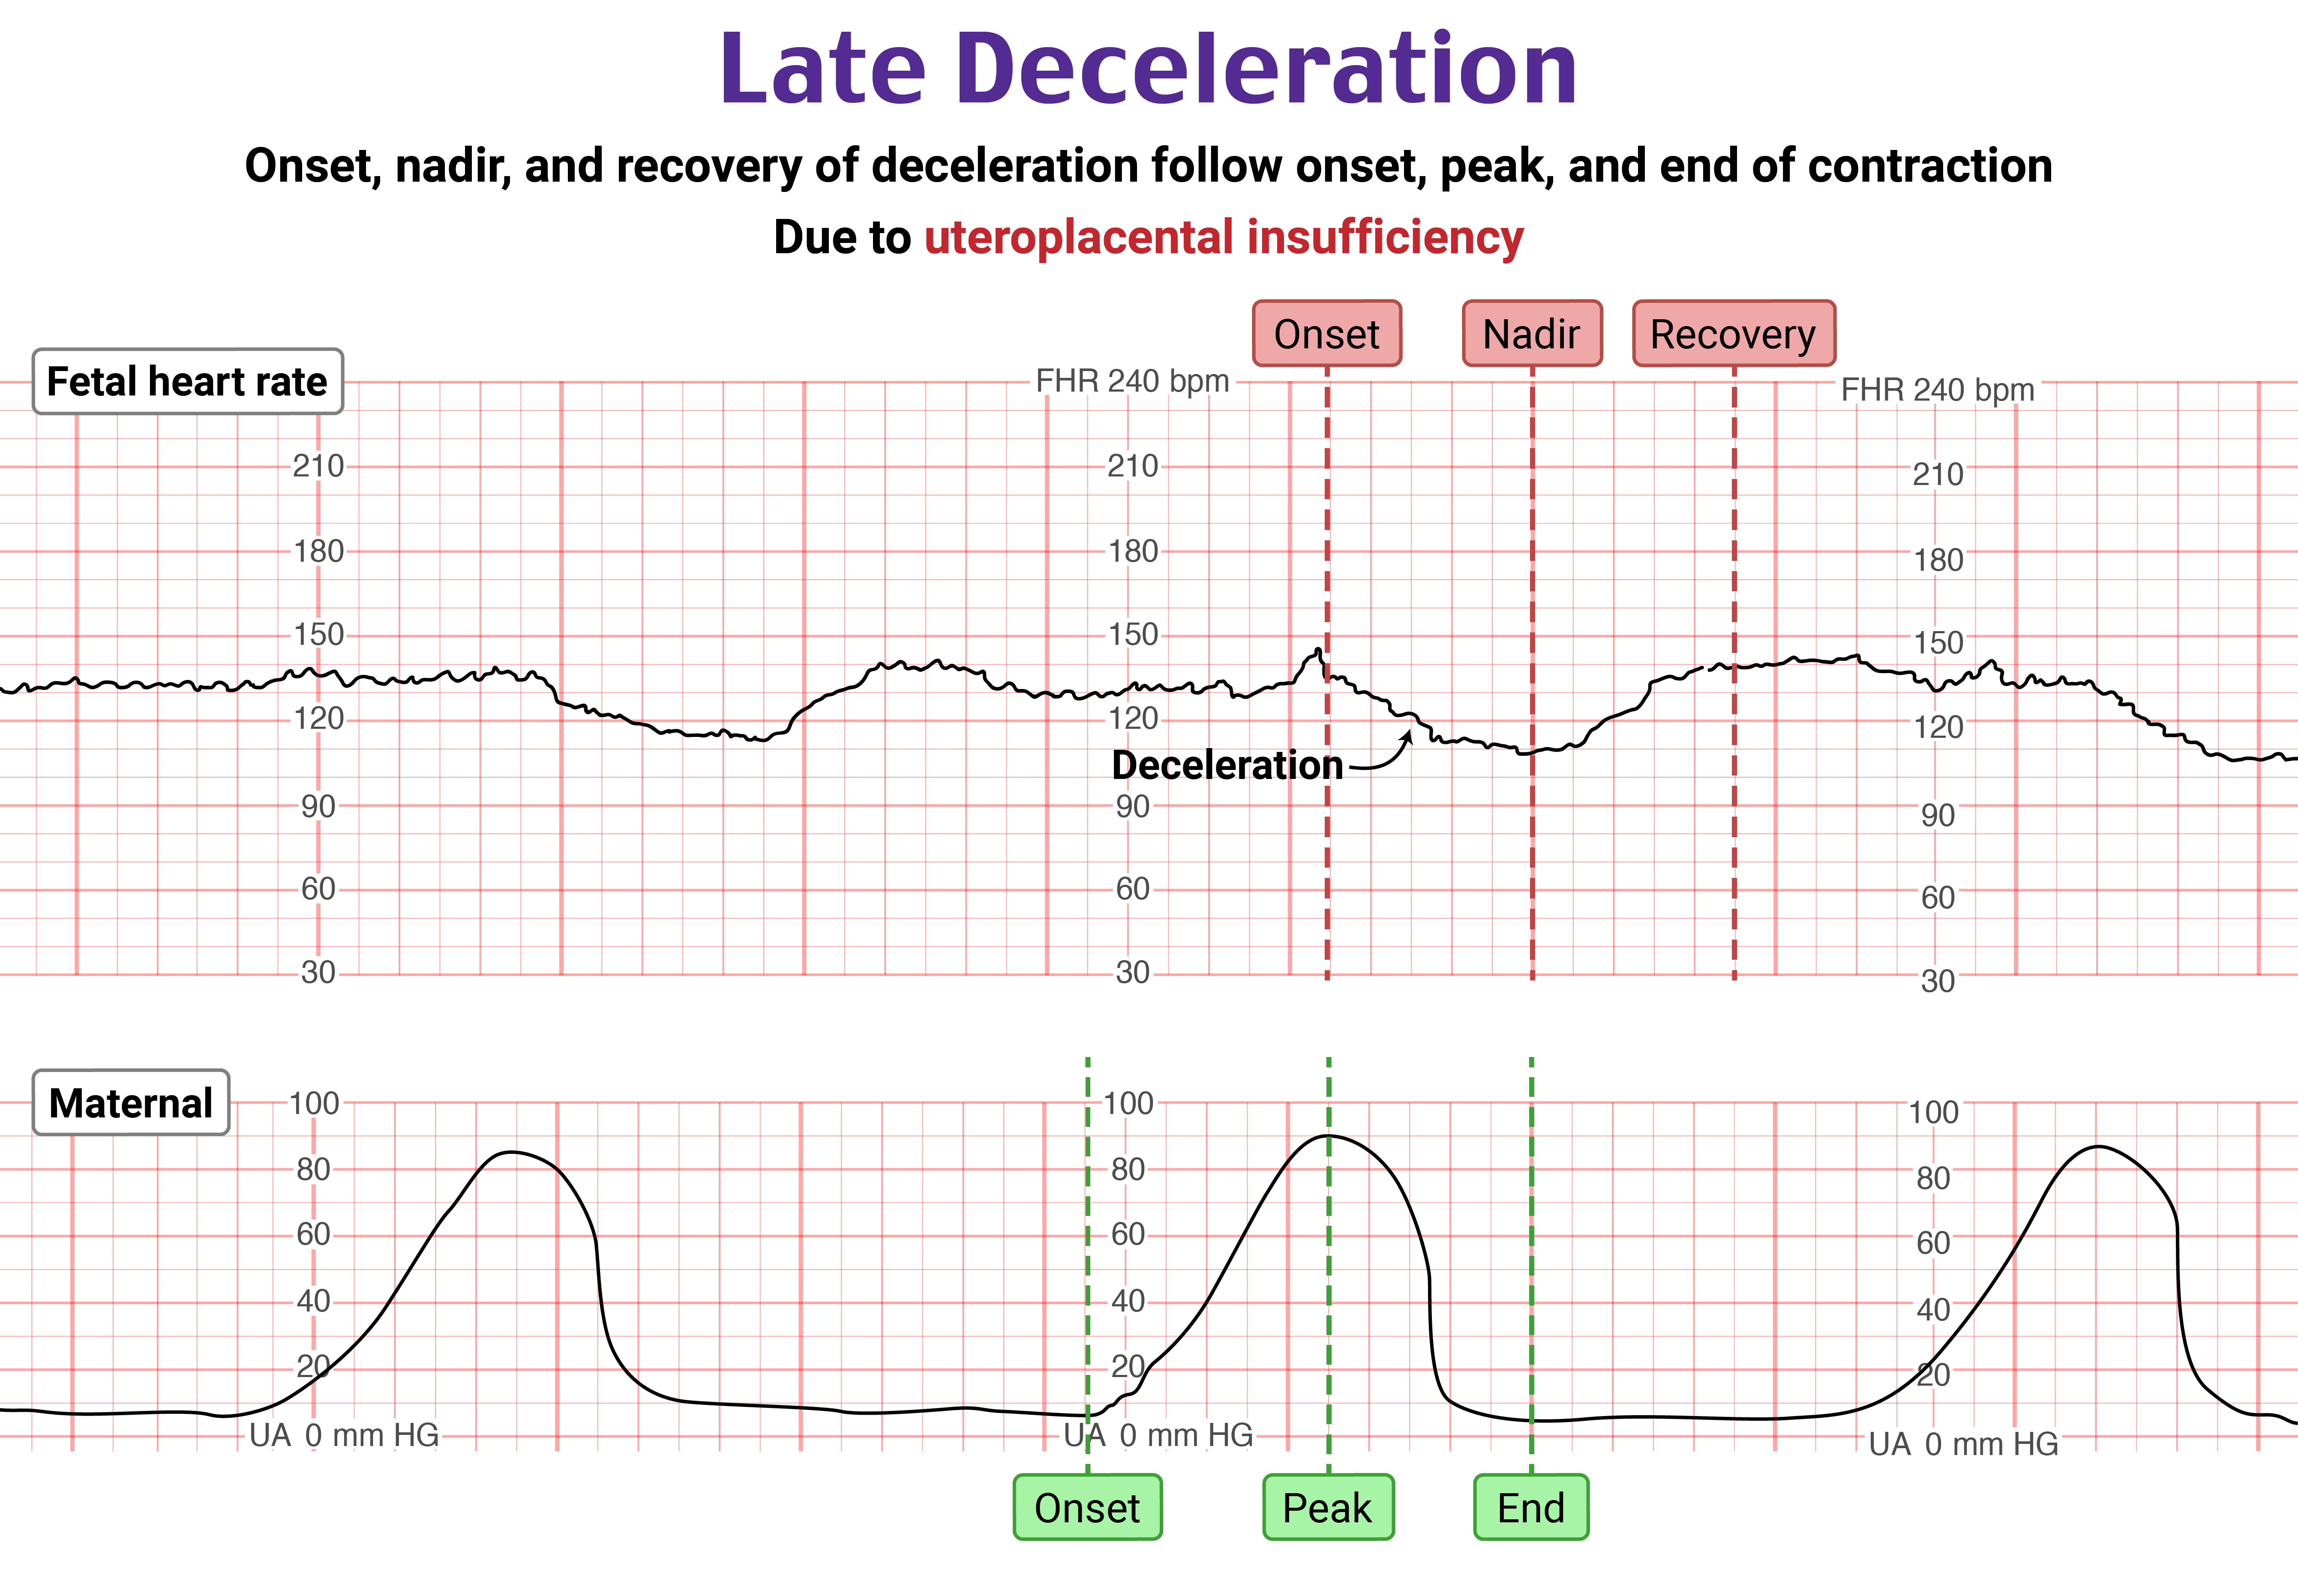 Late Deceleration
Onset, nadir, and recovery of deceleration follow onset, peak, and end of contraction
Due to uteroplacental insufficiency
Onset Nadir Recovery
Fetal heart rate
FHR 240 bpm FHR 240 bpm
210 210 210
180 180 180
150 150 150
120 120 120
Deceleration
90 90 90
60 60 60
30 30 30
Maternal
100 100 100
80 80 80
60 60 60
40 40 40
20 20 20
UA 0 mm HG UA 0 mm HG UA 0 mm HG
Onset Peak End